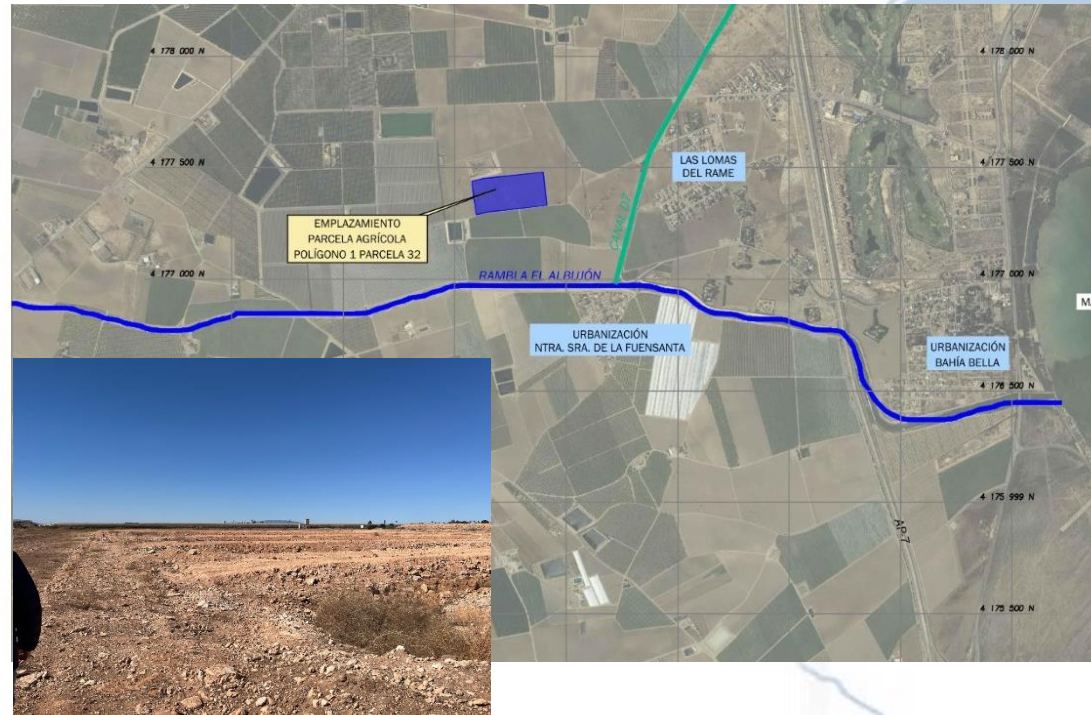 4 178 000 N
4 178 000 N
4 177 500 N
4 177 500 N
LAS LOMAS
DEL RAME
CANAL D7
EMPLAZAMIENTO
PARCELA AGRÍCOLA
POLÍGONO 1 PARCELA 32
4 177 000 N
4 177 000 N
RAMBLA EL ALBUJÓN
URBANIZACIÓN
NTRA. SRA. DE LA FUENSANTA
URBANIZACIÓN
BAHÍA BELLA
4 176 500 N
4 175 999 N
AP-7
4 175 500 N